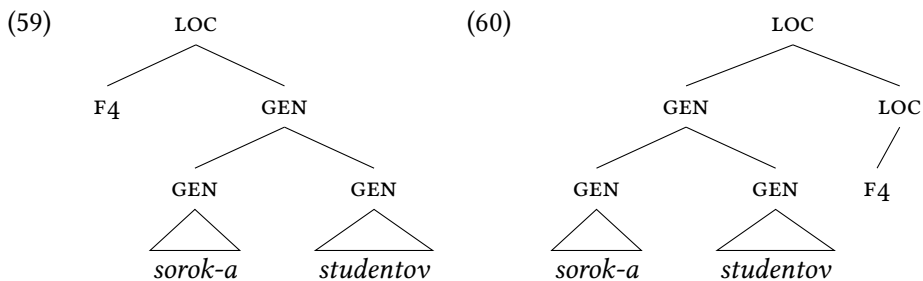 (59) LOC (60) LOC
F4 GEN GEN LOC
GEN GEN GEN GEN F4
sorok-a studentov sorok-a studentov